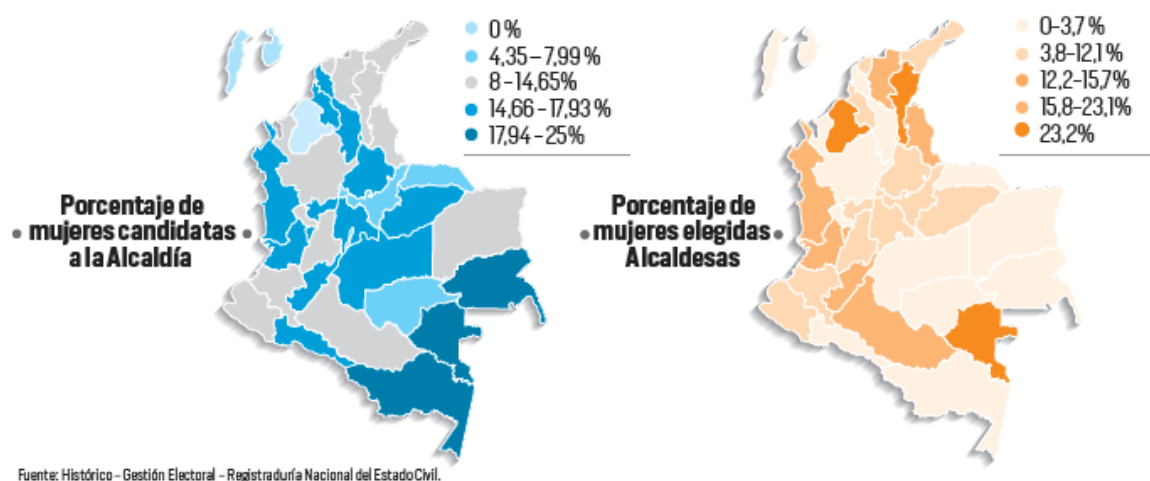 0 %
4,35 – 7,99 %
8 – 14,65%
14,66 – 17,93 %
17,94 – 25%
Porcentaje de
mujeres candidatas
a la Alcaldía
0–3,7 %
3,8–12,1 %
12,2–15,7%
15,8–23,1%
23,2%
Porcentaje de
mujeres elegidas
Alcaldesas
Fuente: Histórico – Gestión Electoral – Registraduría Nacional del Estado Civil.